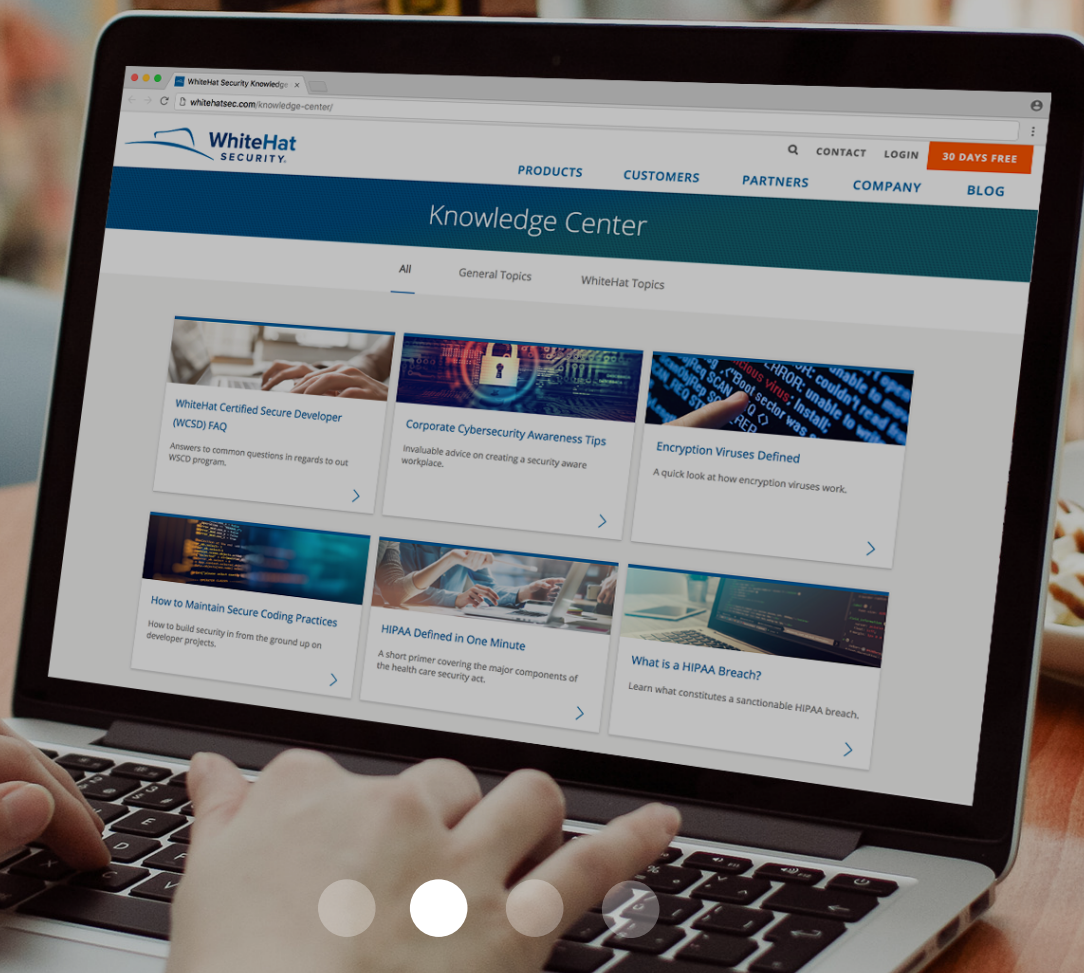 WhiteHat Security Knowledge
whitehatsec.com/knowledge-center/
WhiteHat
SECURITY.
CONTACT
LOGIN
30 DAYS FREE
PRODUCTS
CUSTOMERS
PARTNERS
COMPANY
BLOG
Knowledge Center
All
General Topics
WhiteHat Topics
WhiteHat Certified Secure Developer
(WCSD) FAQ
Answers to common questions in regards to out
WSCD program.
Corporate Cybersecurity Awareness Tips
Invaluable advice on creating a security aware
workplace.
Encryption Viruses Defined
A quick look at how encryption viruses work.
How to Maintain Secure Coding Practices
How to build security in from the ground up on
developer projects.
HIPAA Defined in One Minute
A short primer covering the major components of
the health care security act.
What is a HIPAA Breach?
Learn what constitutes a sanctionable HIPAA breach.
E
D
F
X
C
V